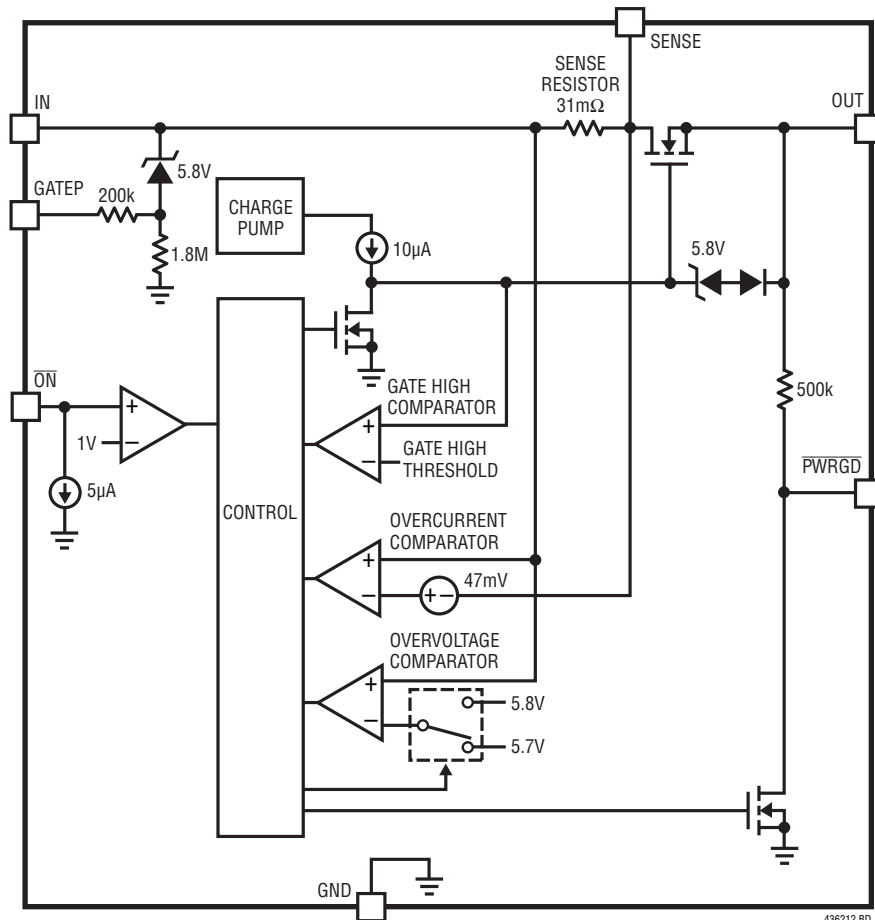 SENSE
SENSE
RESISTOR
31mΩ
IN
OUT
5.8V
GATEP
200k
1.8M
CHARGE
PUMP
10µA
5.8V
ON
+
1V
−
5µA
GATE HIGH
COMPARATOR
+
−
GATE HIGH
THRESHOLD
500k
PWRGD
CONTROL
OVERCURRENT
COMPARATOR
+
−
47mV
+ −
OVERVOLTAGE
COMPARATOR
+
−
5.8V
5.7V
GND
436212 BD